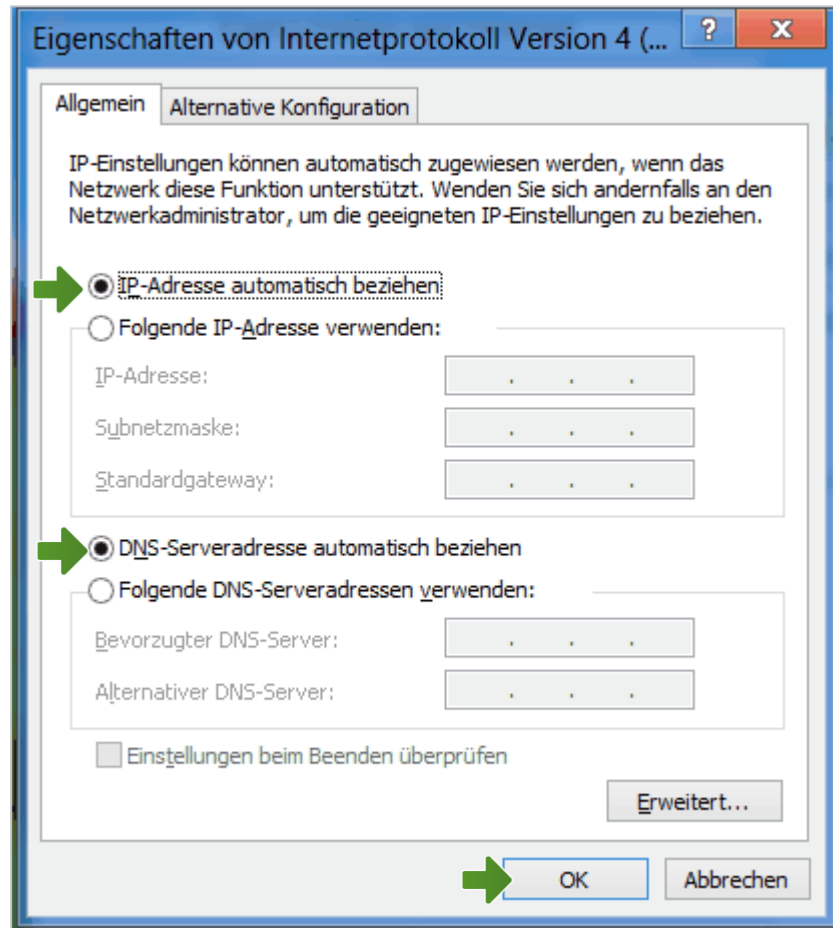 Eigenschaften von Internetprotokoll Version 4 (...
?
X
Allgemein
Alternative Konfiguration
IP-Einstellungen können automatisch zugewiesen werden, wenn das
Netzwerk diese Funktion unterstützt. Wenden Sie sich andernfalls an den
Netzwerkadministrator, um die geeigneten IP-Einstellungen zu beziehen.
IP-Adresse automatisch beziehen
Folgende IP-Adresse verwenden:
IP-Adresse: . . .
Subnetzmaske: . . .
Standardgateway: . . .
DNS-Serveradresse automatisch beziehen
Folgende DNS-Serveradressen verwenden:
Bevorzugter DNS-Server: . . .
Alternativer DNS-Server: . . .
Einstellungen beim Beenden überprüfen
Erweitert...
OK
Abbrechen